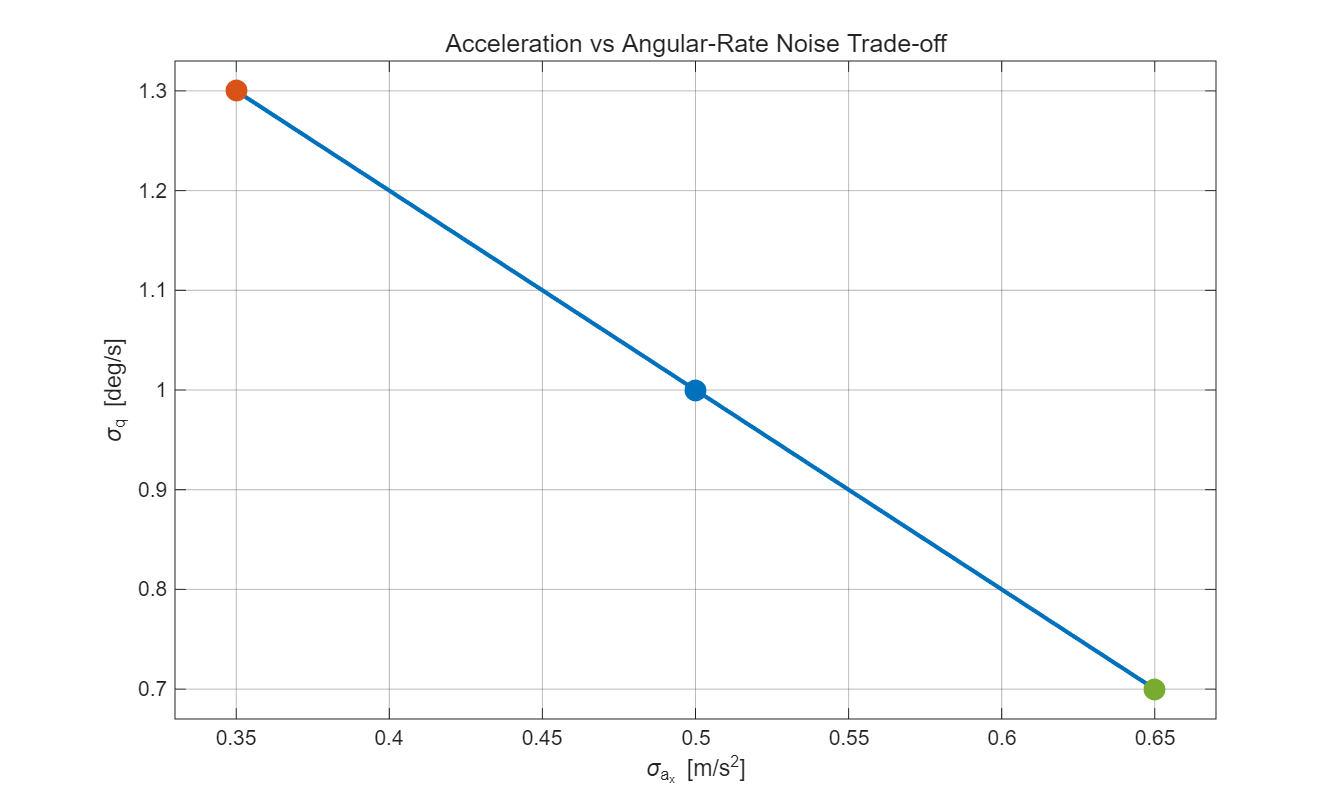 Acceleration vs Angular-Rate Noise Trade-off
1.3
1.2
1.1
1
0.9
0.8
0.7
σq [deg/s]
0.35 0.4 0.45 0.5 0.55 0.6 0.65
σax [m/s²]